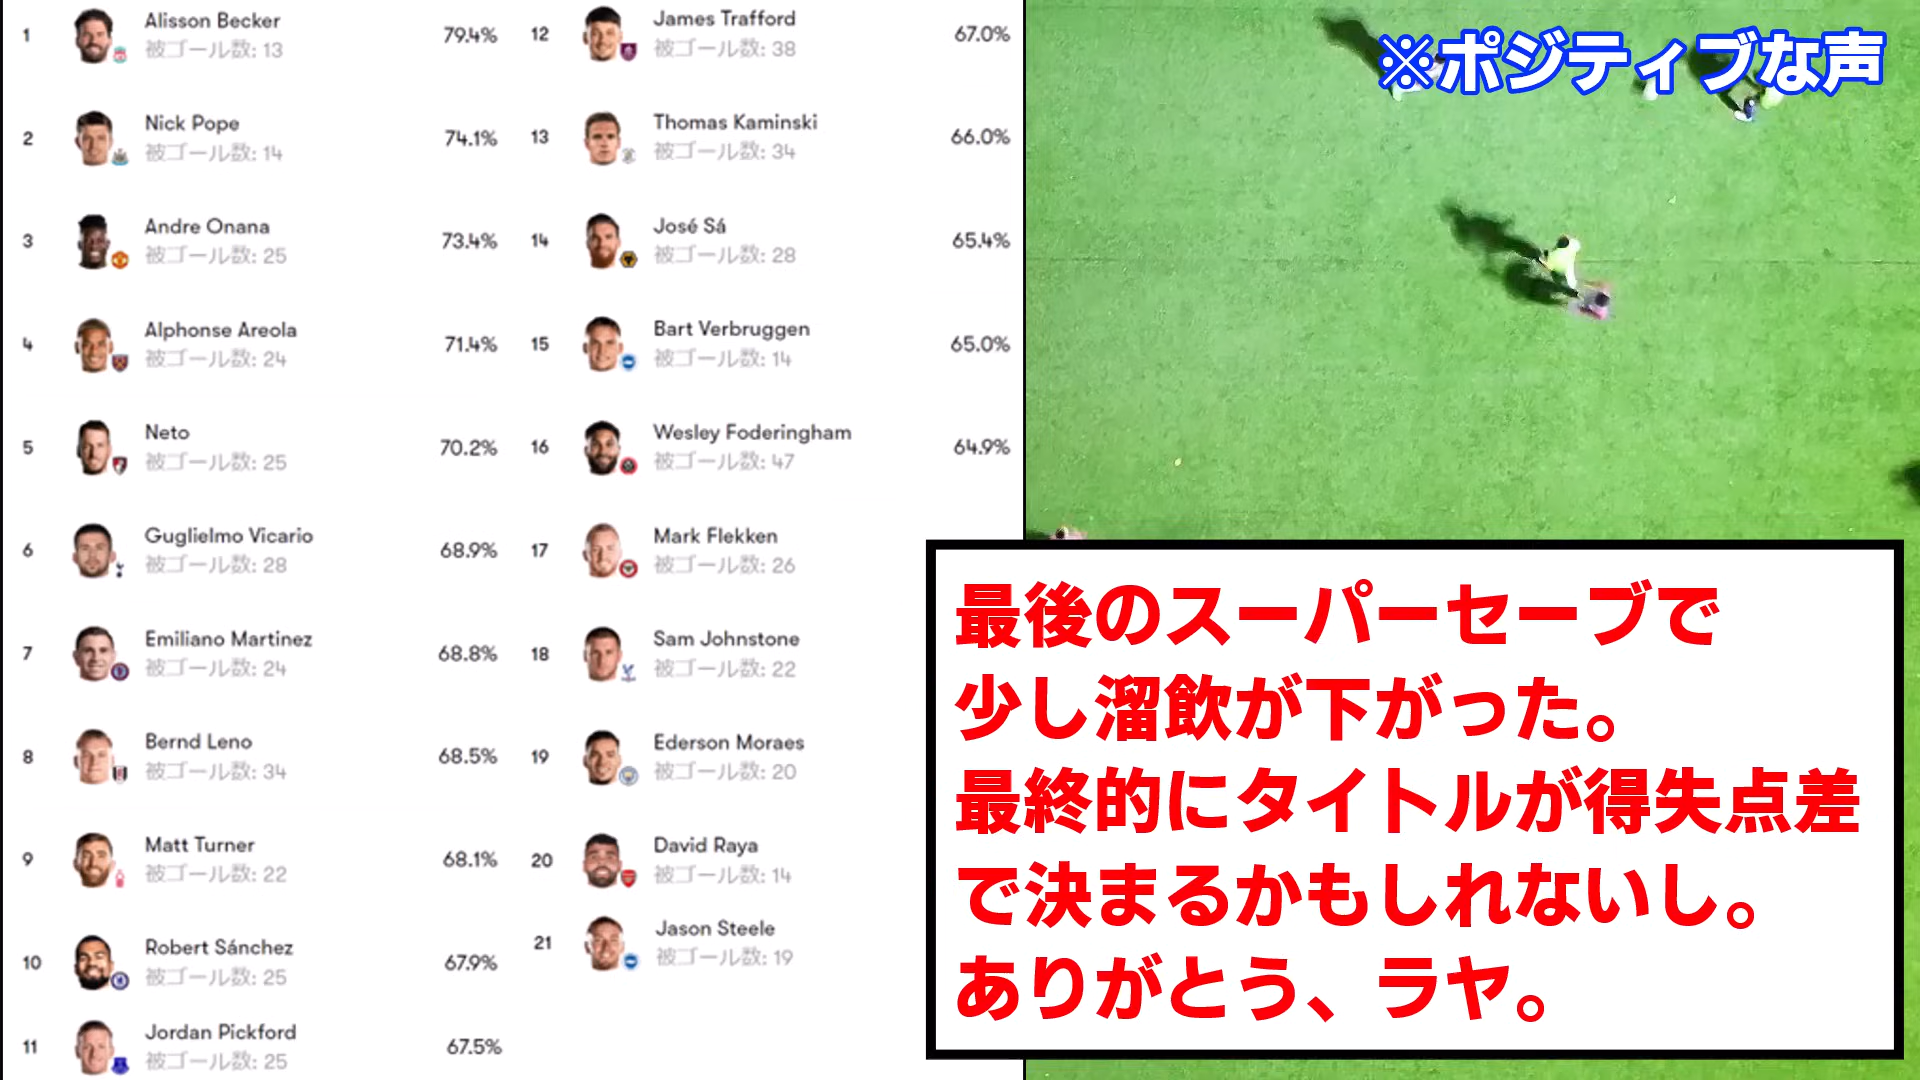 1
Alisson Becker
被ゴール数: 13
79.4%
2
Nick Pope
被ゴール数: 14
74.1%
3
Andre Onana
被ゴール数: 25
73.4%
4
Alphonse Areola
被ゴール数: 24
71.4%
5
Neto
被ゴール数: 25
70.2%
6
Guglielmo Vicario
被ゴール数: 28
68.9%
7
Emiliano Martinez
被ゴール数: 24
68.8%
8
Bernd Leno
被ゴール数: 34
68.5%
9
Matt Turner
被ゴール数: 22
68.1%
10
Robert Sánchez
被ゴール数: 25
67.9%
11
Jordan Pickford
被ゴール数: 25
67.5%
12
James Trafford
被ゴール数: 38
67.0%
13
Thomas Kaminski
被ゴール数: 34
66.0%
14
José Sá
被ゴール数: 28
65.4%
15
Bart Verbruggen
被ゴール数: 14
65.0%
16
Wesley Foderingham
被ゴール数: 47
64.9%
17
Mark Flekken
被ゴール数: 26
18
Sam Johnstone
被ゴール数: 22
19
Ederson Moraes
被ゴール数: 20
20
David Raya
被ゴール数: 14
21
Jason Steele
被ゴール数: 19
※ポジティブな声
最後のスーパーセーブで
少し溜飲が下がった。
最終的にタイトルが得失点差
で決まるかもしれないし。
ありがとう、ラヤ。